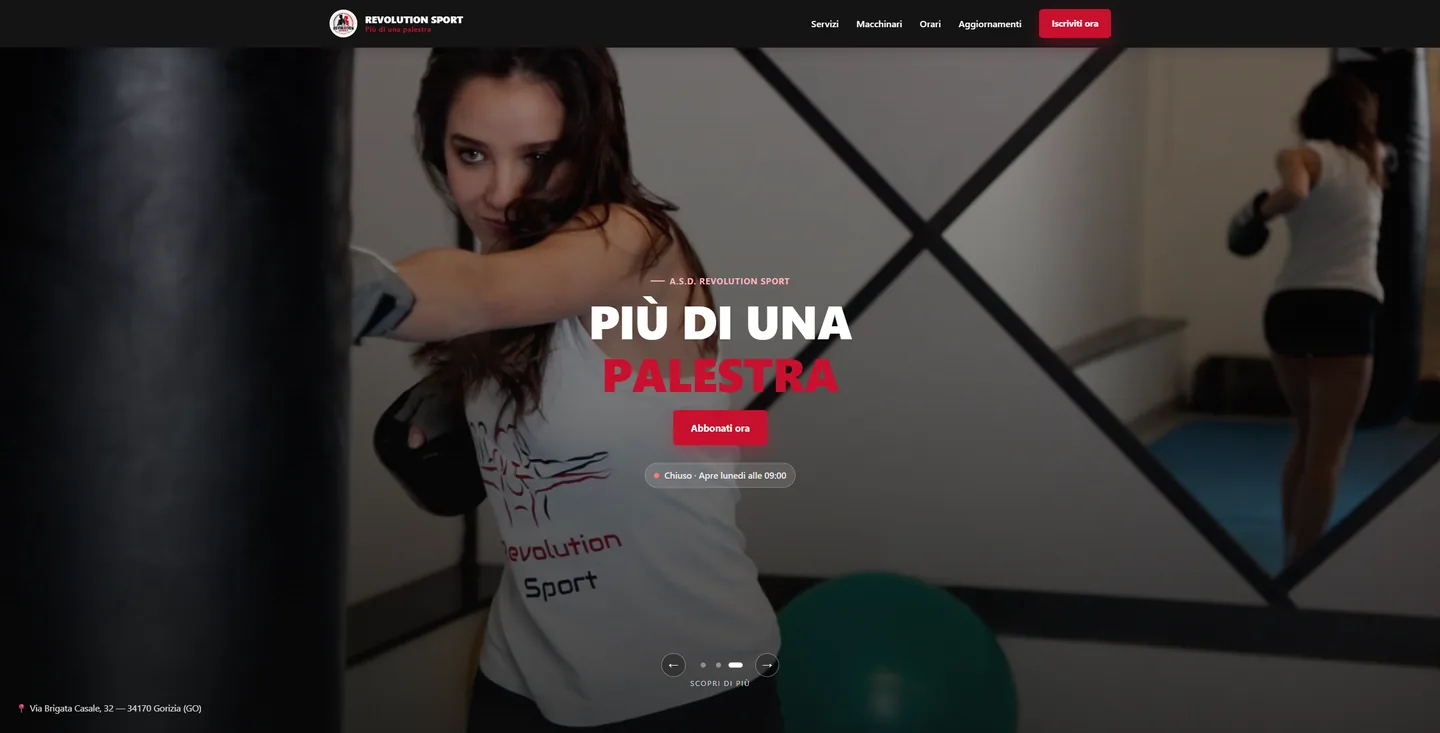 REVOLUTION SPORT
Più di una palestra
Servizi
Macchinari
Orari
Aggiornamenti
Iscriviti ora
A.S.D. REVOLUTION SPORT
PIÙ DI UNA
PALESTRA
Abbonati ora
Chiuso · Apre lunedì alle 09:00
evolution
Sport
← →
SCOPRI DI PIÙ
Via Brigata Casale, 32 — 34170 Gorizia (GO)